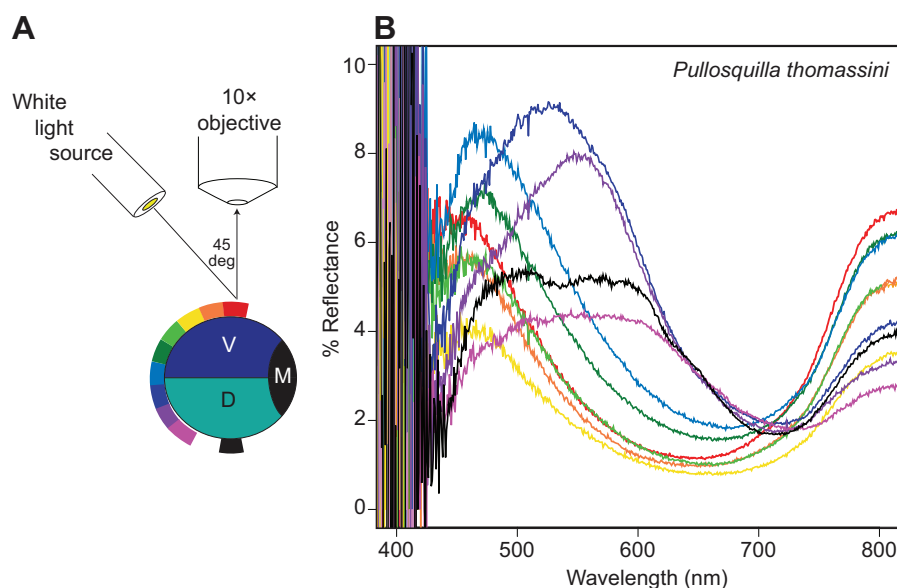 A
White
light
source
10×
objective
45
deg
V
M
D
B
Pullosquilla thomassini
% Reflectance
10
8
6
4
2
0
400 500 600 700 800
Wavelength (nm)